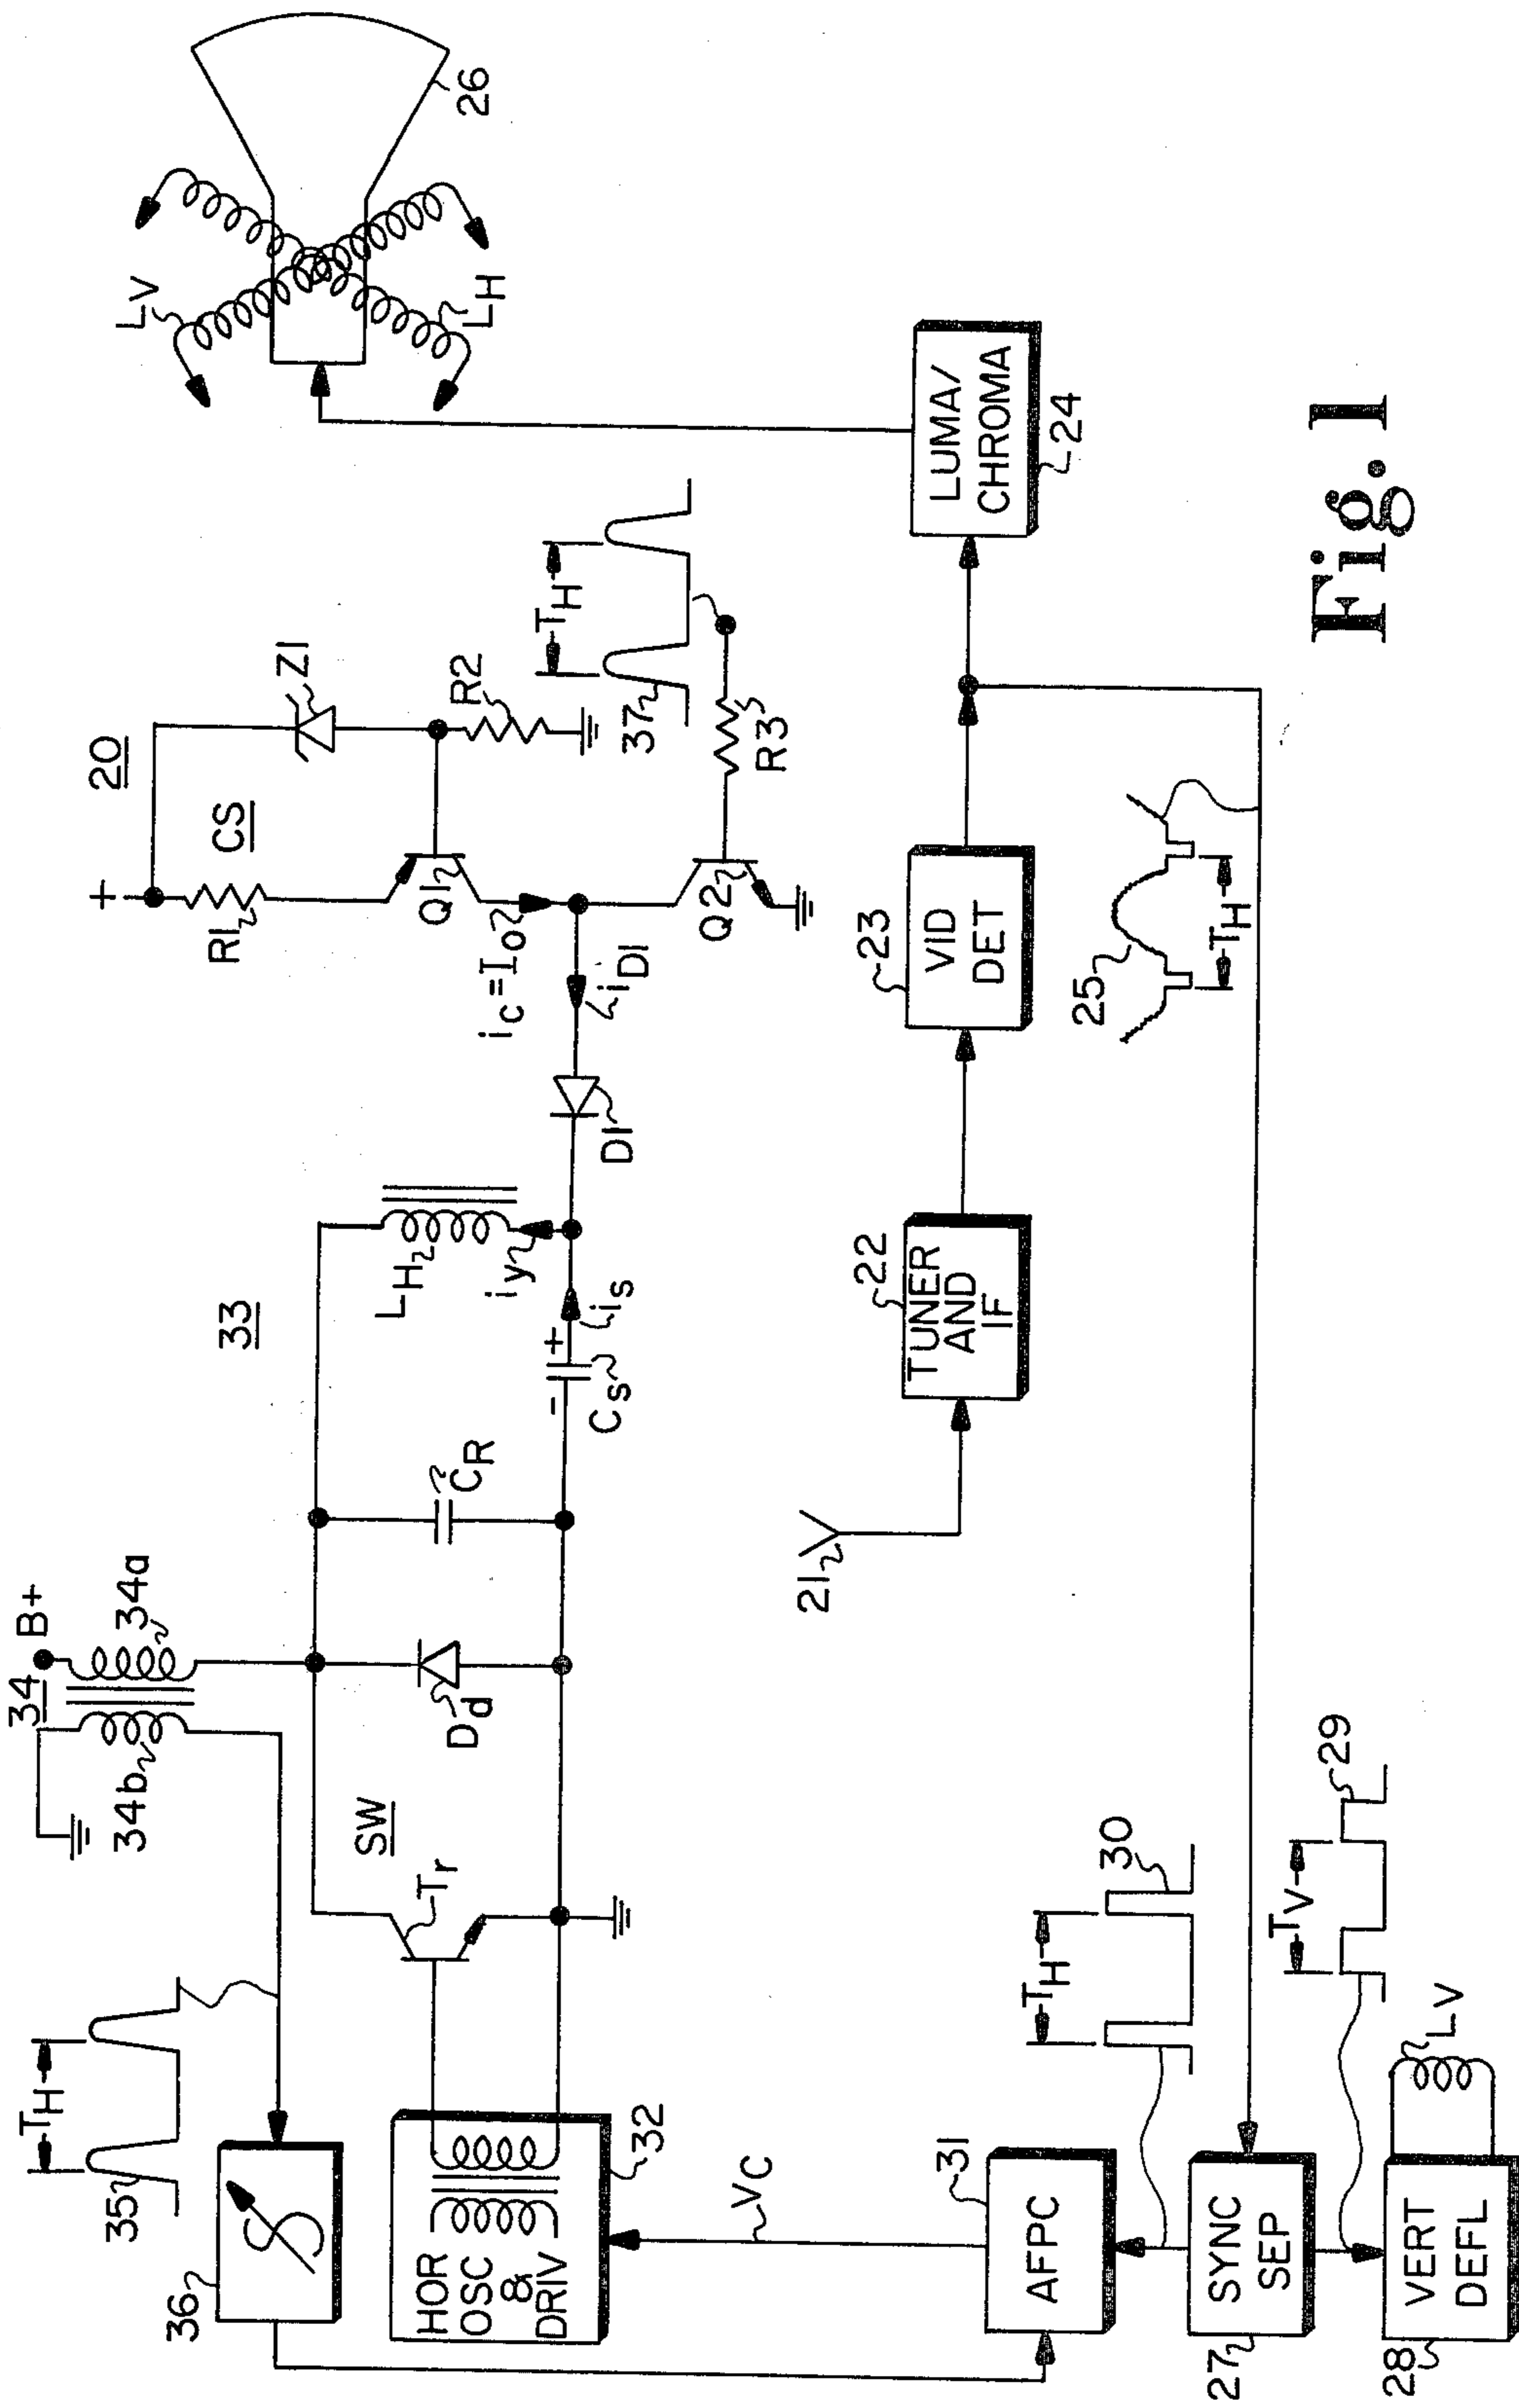 34
B+
34a
34b
35
TH
36
SW
Tr
Dd
CR
33
LH
iy
is
- +
Cs
D1
iD1
ic=Io
20
+
CS
R1
Z1
Q1
R2
Q2
R3
37
TH
LV
LH
26
HOR
OSC
&
DRIV
32
VC
21
TUNER
AND
IF
22
VID
DET
23
LUMA/
CHROMA
24
25
TH
AFPC
31
TH
30
SYNC
SEP
27
TV
29
VERT
DEFL
28
LV
Fig. 1